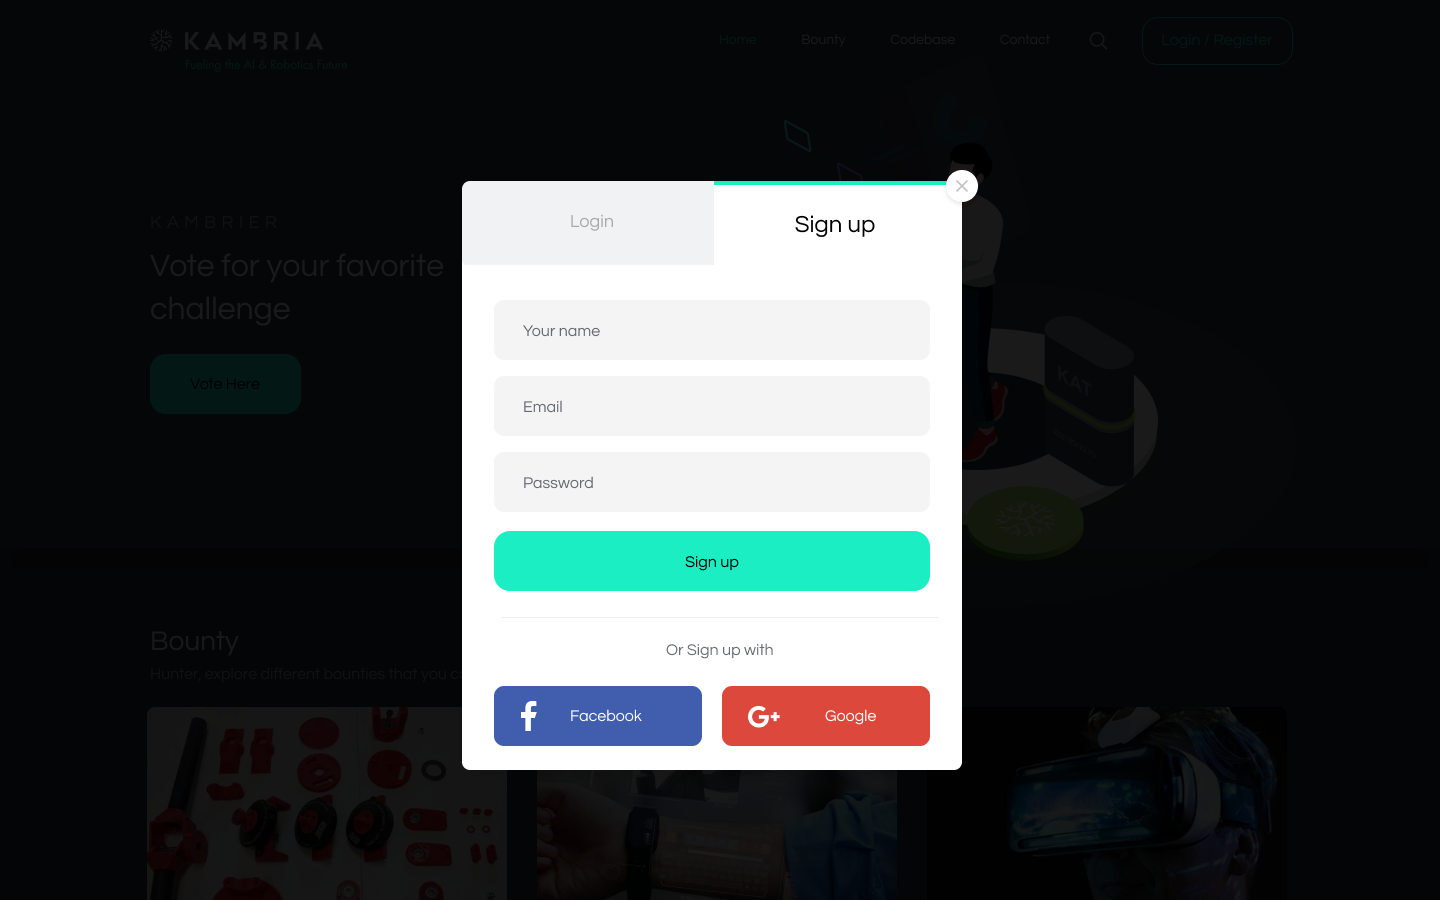 KAMBRIA
Fueling the AI & Robotics Future
Home
Bounty
Codebase
Contact
Login / Register
KAMBRIER
Vote for your favorite
challenge
Vote Here
KAT
Login
Sign up
Your name
Email
Password
Sign up
Or Sign up with
Facebook
Google
Bounty
Hunter, explore different bounties that you